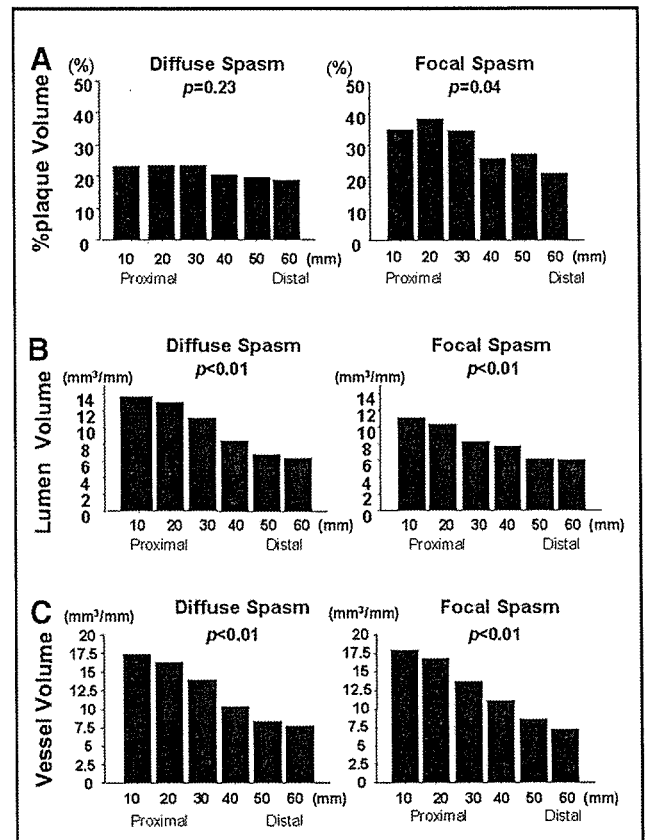 A
(%)
Diffuse Spasm
p=0.23
%plaque Volume
50
40
30
20
10
0
10 20 30 40 50 60 (mm)
Proximal Distal
(%)
Focal Spasm
p=0.04
50
40
30
20
10
0
10 20 30 40 50 60 (mm)
Proximal Distal
B
(mm³/mm)
Diffuse Spasm
p<0.01
Lumen Volume
14
12
10
8
6
4
2
0
10 20 30 40 50 60 (mm)
Proximal Distal
(mm³/mm)
Focal Spasm
p<0.01
14
12
10
8
6
4
2
0
10 20 30 40 50 60 (mm)
Proximal Distal
C
(mm³/mm)
Diffuse Spasm
p<0.01
Vessel Volume
20
17.5
15
12.5
10
7.5
5
2.5
0
10 20 30 40 50 60 (mm)
Proximal Distal
(mm³/mm)
Focal Spasm
p<0.01
20
17.5
15
12.5
10
7.5
5
2.5
0
10 20 30 40 50 60 (mm)
Proximal Distal